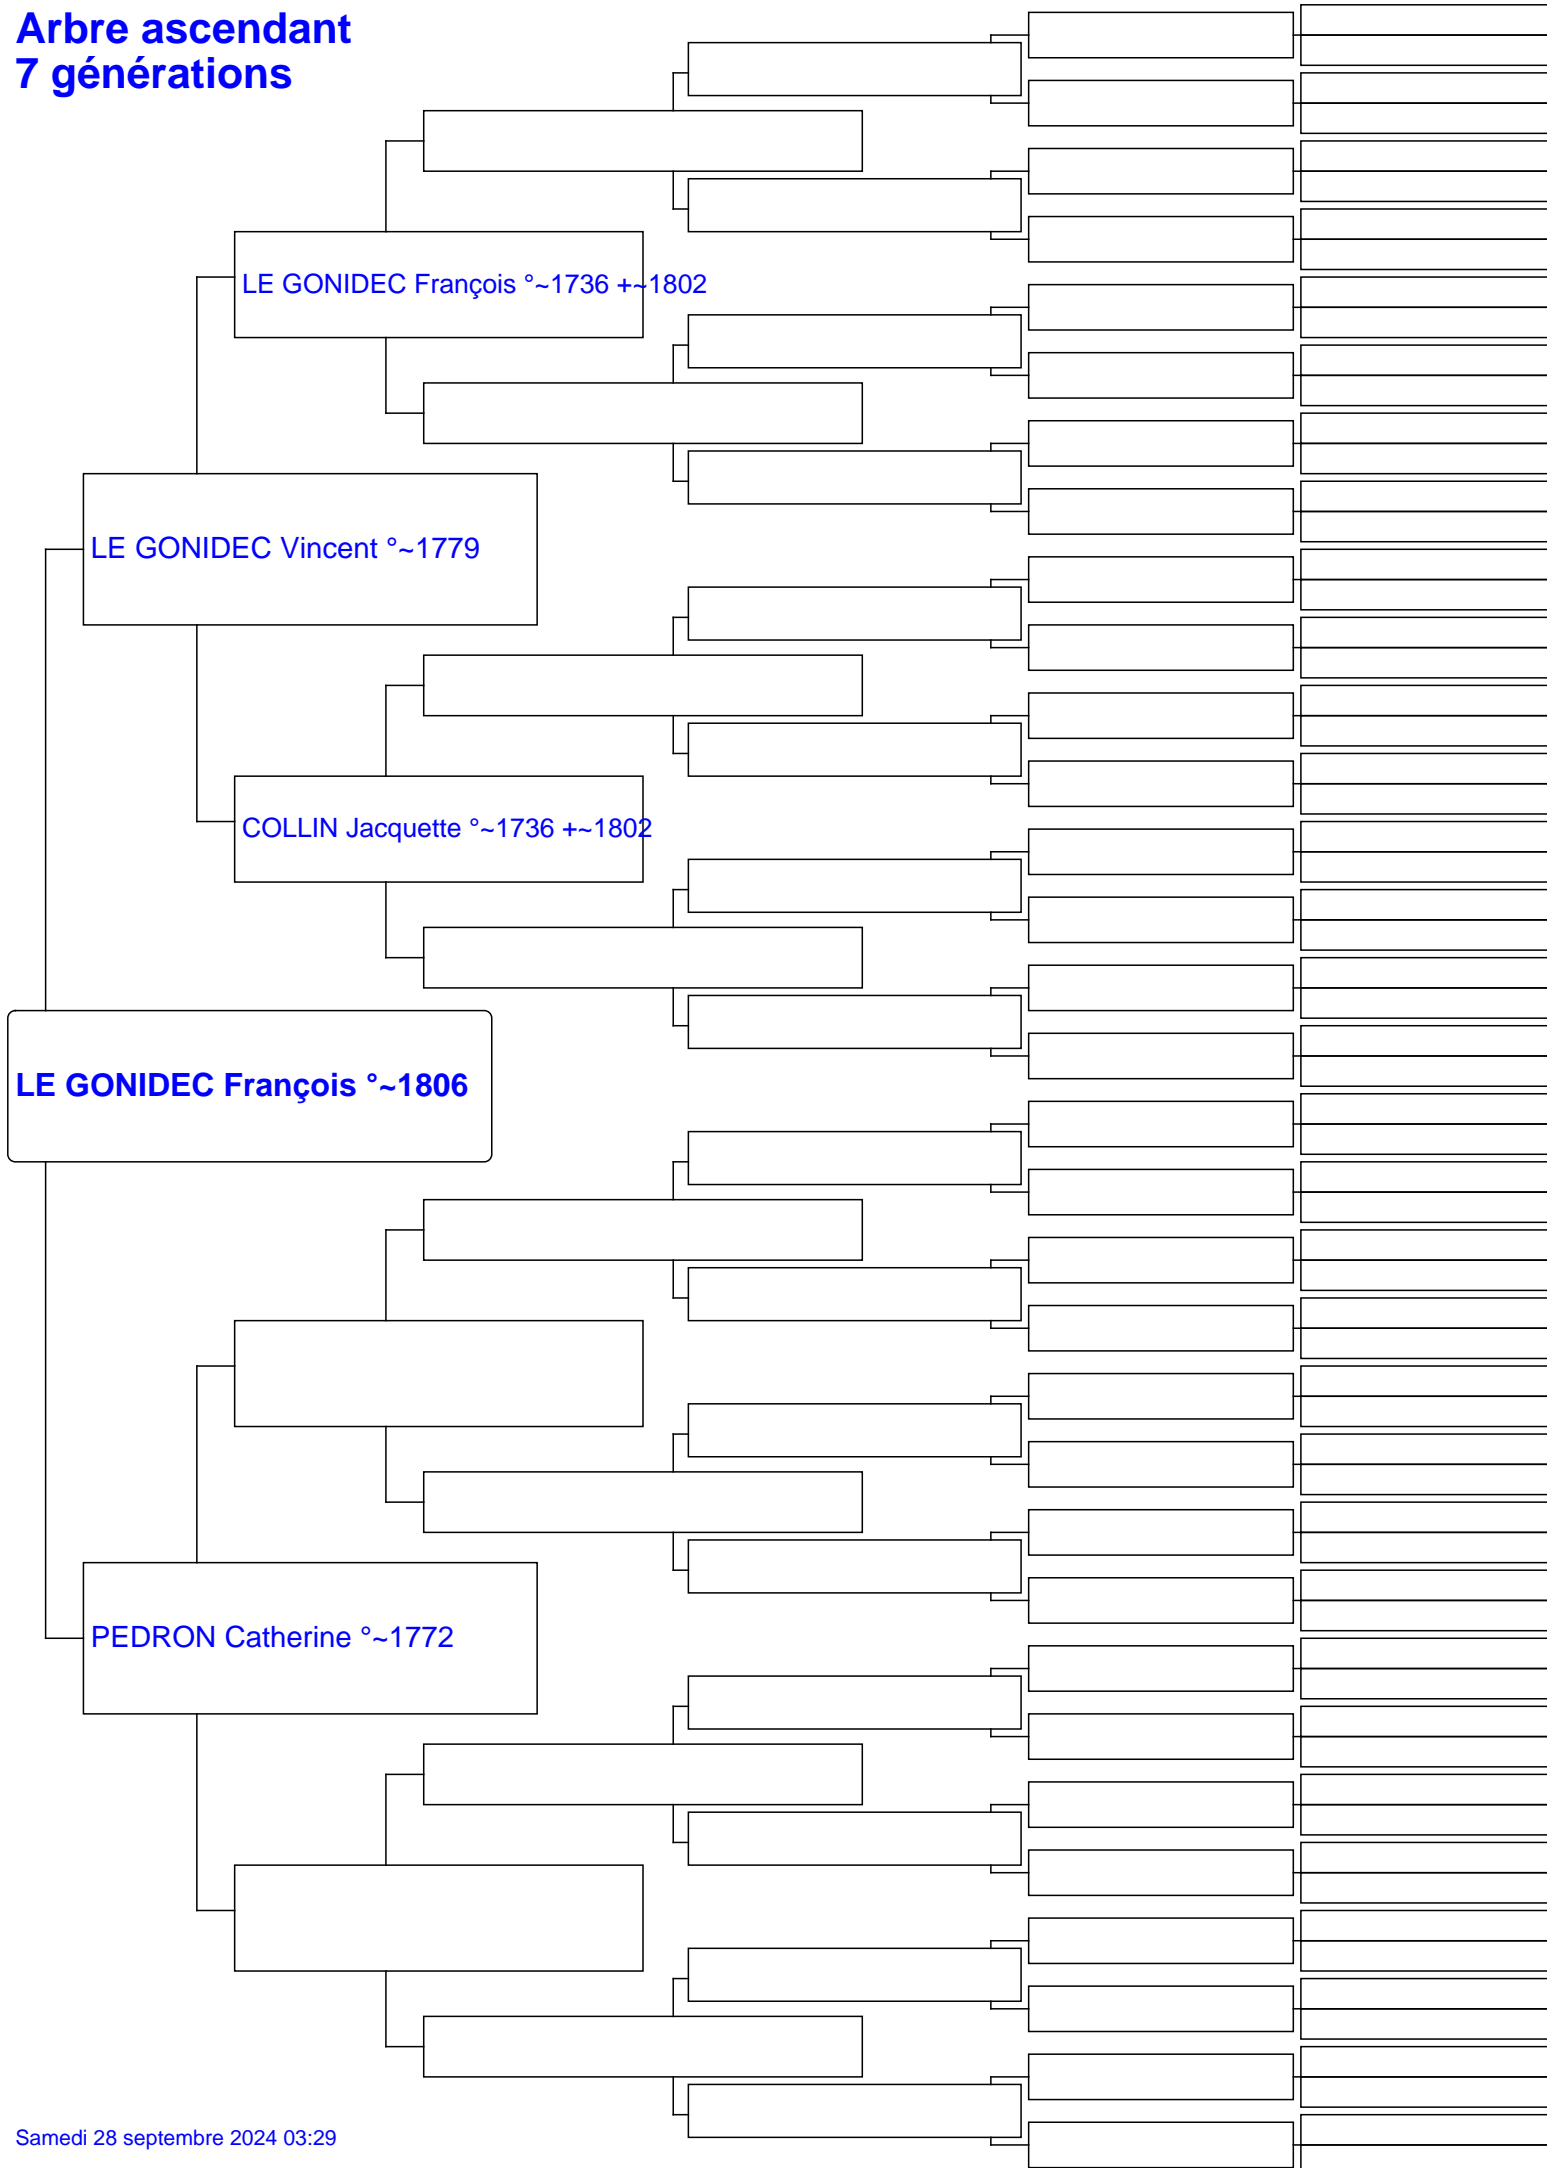 Arbre ascendant
7 générations
LE GONIDEC François °~1736 +~1802
LE GONIDEC Vincent °~1779
COLLIN Jacquette °~1736 +~1802
LE GONIDEC François °~1806
PEDRON Catherine °~1772
Samedi 28 septembre 2024 03:29